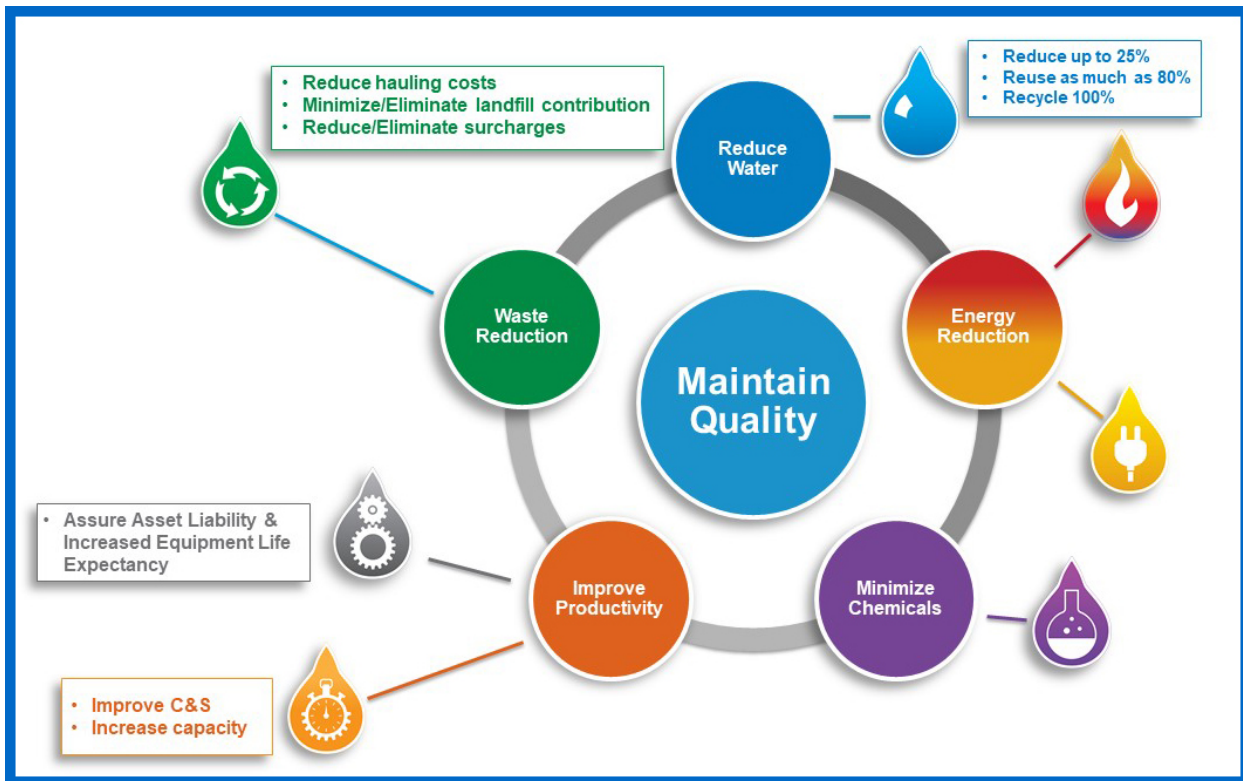 • Reduce hauling costs
• Minimize/Eliminate landfill contribution
• Reduce/Eliminate surcharges
• Reduce up to 25%
• Reuse as much as 80%
• Recycle 100%
Reduce
Water
Waste
Reduction
Energy
Reduction
Maintain
Quality
• Assure Asset Liability &
Increased Equipment Life
Expectancy
Improve
Productivity
Minimize
Chemicals
• Improve C&S
• Increase capacity